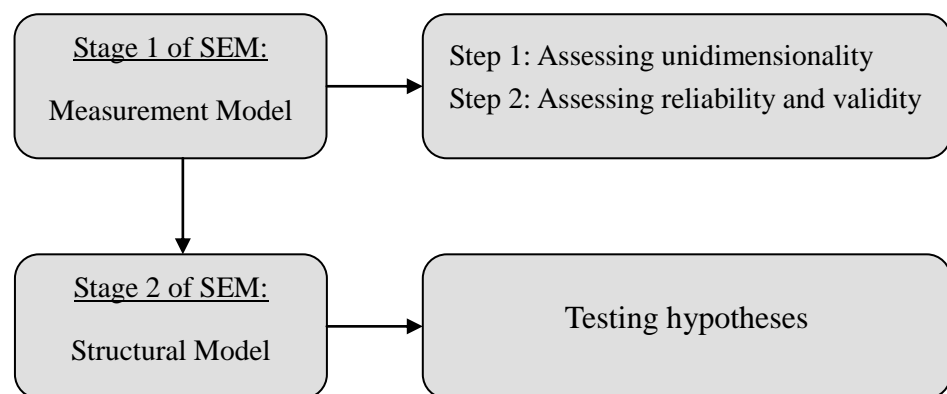 Stage 1 of SEM:
Measurement Model
Step 1: Assessing unidimensionality
Step 2: Assessing reliability and validity
Stage 2 of SEM:
Structural Model
Testing hypotheses